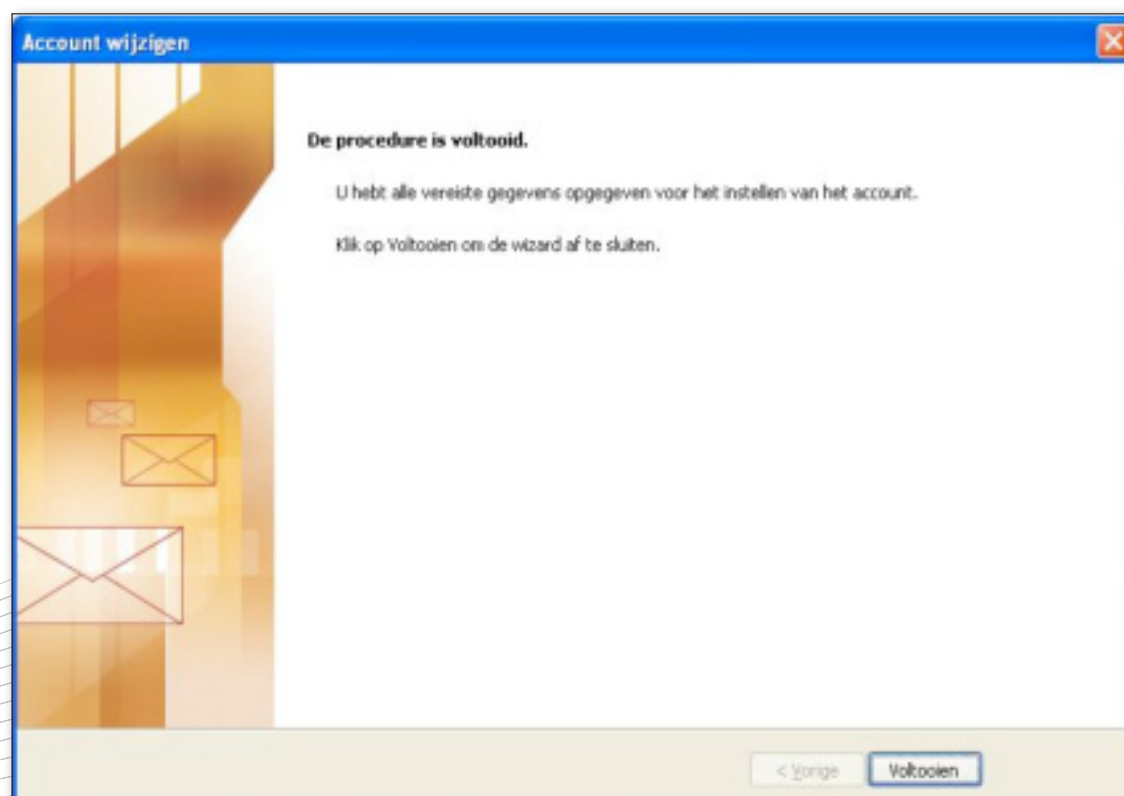 Account wijzigen
De procedure is voltooid.
U hebt alle vereiste gegevens opgegeven voor het instellen van het account.
Klik op Voltooien om de wizard af te sluiten.
< Vorige Voltooien